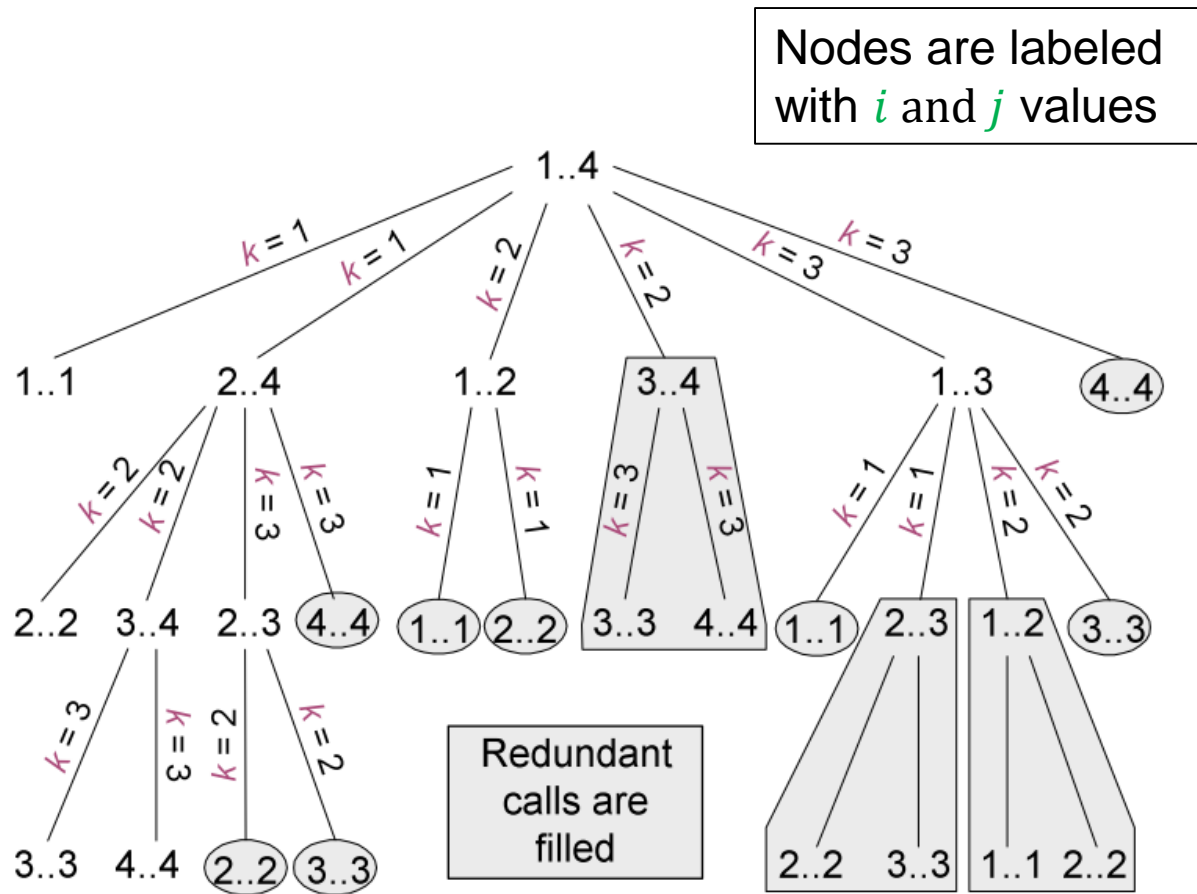 Nodes are labeled
with i and j values
1..4
k = 1
k = 1
k = 2
k = 2
k = 3
k = 3
1..1
2..4
1..2
3..4
1..3
4..4
k = 2
k = 2
k = 3
k = 3
k = 1
k = 1
k = 3
k = 3
k = 1
k = 1
k = 2
k = 2
2..2
3..4
2..3
4..4
1..1
2..2
3..3
4..4
1..1
2..3
1..2
3..3
k = 3
k = 3
k = 2
k = 2
Redundant
calls are
filled
3..3
4..4
2..2
3..3
2..2
3..3
1..1
2..2